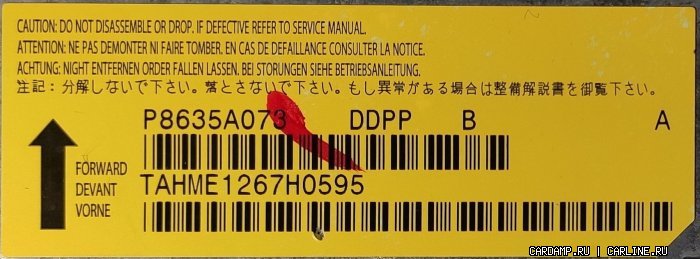 CAUTION: DO NOT DISASSEMBLE OR DROP. IF DEFECTIVE REFER TO SERVICE MANUAL.
ATTENTION: NE PAS DEMONTER NI FAIRE TOMBER. EN CAS DE DEFAILLANCE CONSULTER LA NOTICE.
ACHTUNG: NIGHT ENTFERNEN ORDER FALLEN LASSEN. BEI STORUNGEN SIEHE BETRIEBSANLEITUNG.
注記：分解しないで下さい。落とさないで下さい。もし異常がある場合は整備解説書を御覧下さい。
P8635A073 DDPP B A
FORWARD
DEVANT
VORNE
TAHME1267H0595
CARDAMP.RU | CARLINE.RU